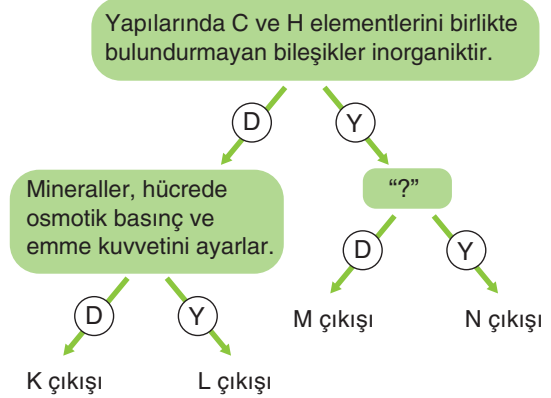 Yapılarında C ve H elementlerini birlikte
bulundurmayan bileşikler inorganiktir.
D
Y
Mineraller, hücrede
osmotik basınç ve
emme kuvvetini ayarlar.
“?”
D
Y
D
Y
M çıkışı
N çıkışı
K çıkışı
L çıkışı